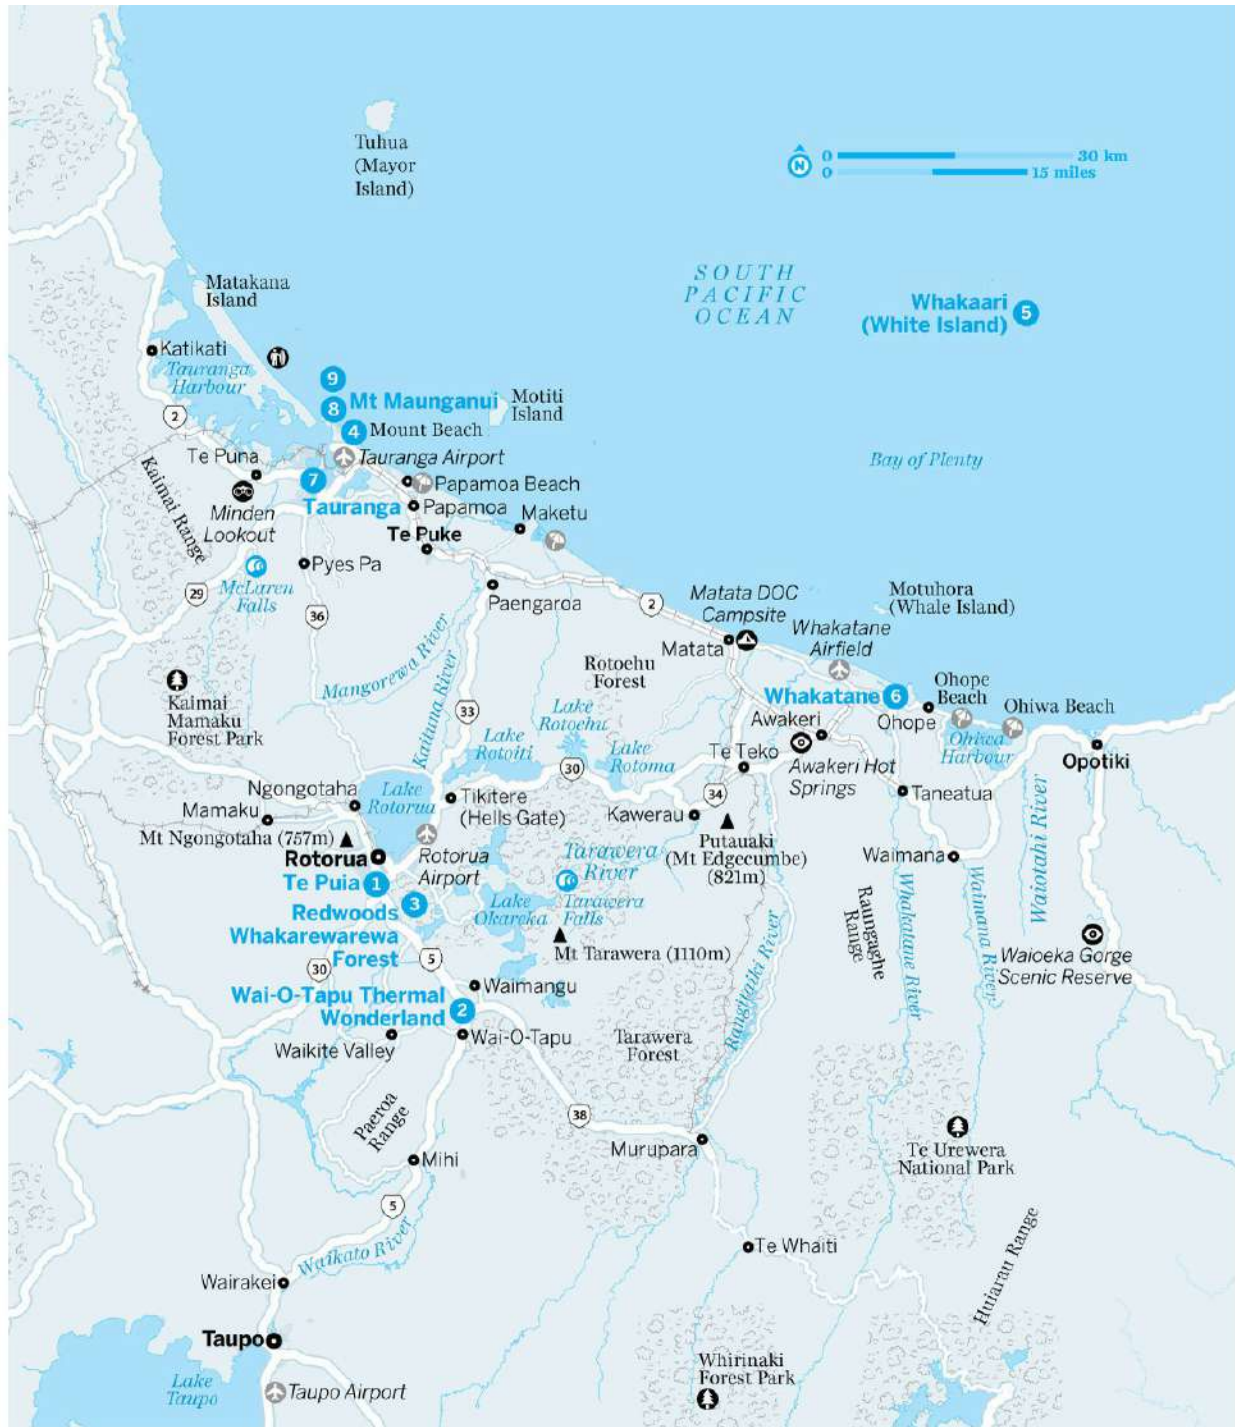 Tuhua
(Mayor
Island)
0
30 km
N
0
15 miles
SOUTH
PACIFIC
OCEAN
Whakaari
(White Island)
5
Matakana
Island
Katikati
Tauranga
Harbour
9
8
Mt Maunganui
Motiti
Island
4
Mount Beach
2
Te Puna
Tauranga Airport
Bay of Plenty
Kaimai Range
7
Papamoa Beach
Minden
Lookout
Tauranga
Papamoa
Maketu
Te Puke
Pyes Pa
McLaren
Falls
29
36
Paengaroa
2
Matata DOC
Campsite
Motuhora
(Whale Island)
Whakatane
Airfield
Matata
Mangorewa River
Kaituna River
Rotoehu
Forest
Kaimai
Mamaku
Forest Park
33
Lake
Rotoehu
Whakatane
6
Ohope
Beach
Ohope
Ohiwa Beach
Awakeri
Lake
Rotoiti
Lake
Rotoma
Ohiwa
Harbour
Te Teko
Opotiki
30
Awakeri Hot
Springs
34
Ngongotaha
Lake
Rotorua
Tikitere
(Hells Gate)
Taneatua
Mamaku
Kawerau
Mt Ngongotaha (757m)
Putauaki
(Mt Edgecumbe)
(821m)
Waiotahi River
Rotorua
Rotorua
Airport
Tarawera
River
Waimana
Te Puia
1
Redwoods
Whakarewarewa
Forest
3
Lake
Okareka
Tarawera
Falls
Raungaehe
Range
Whakatane River
Waimana River
Mt Tarawera (1110m)
Rangitaiki River
Waioeka Gorge
Scenic Reserve
30
5
Waimangu
Wai-O-Tapu Thermal
Wonderland
2
Wai-O-Tapu
Waikite Valley
Tarawera
Forest
Paeroa
Range
38
Murupara
Te Urewera
National Park
Mihi
5
Waikato River
Te Whaiti
Huiarau Range
Wairakei
Taupo
Lake
Taupo
Taupo Airport
Whirinaki
Forest Park